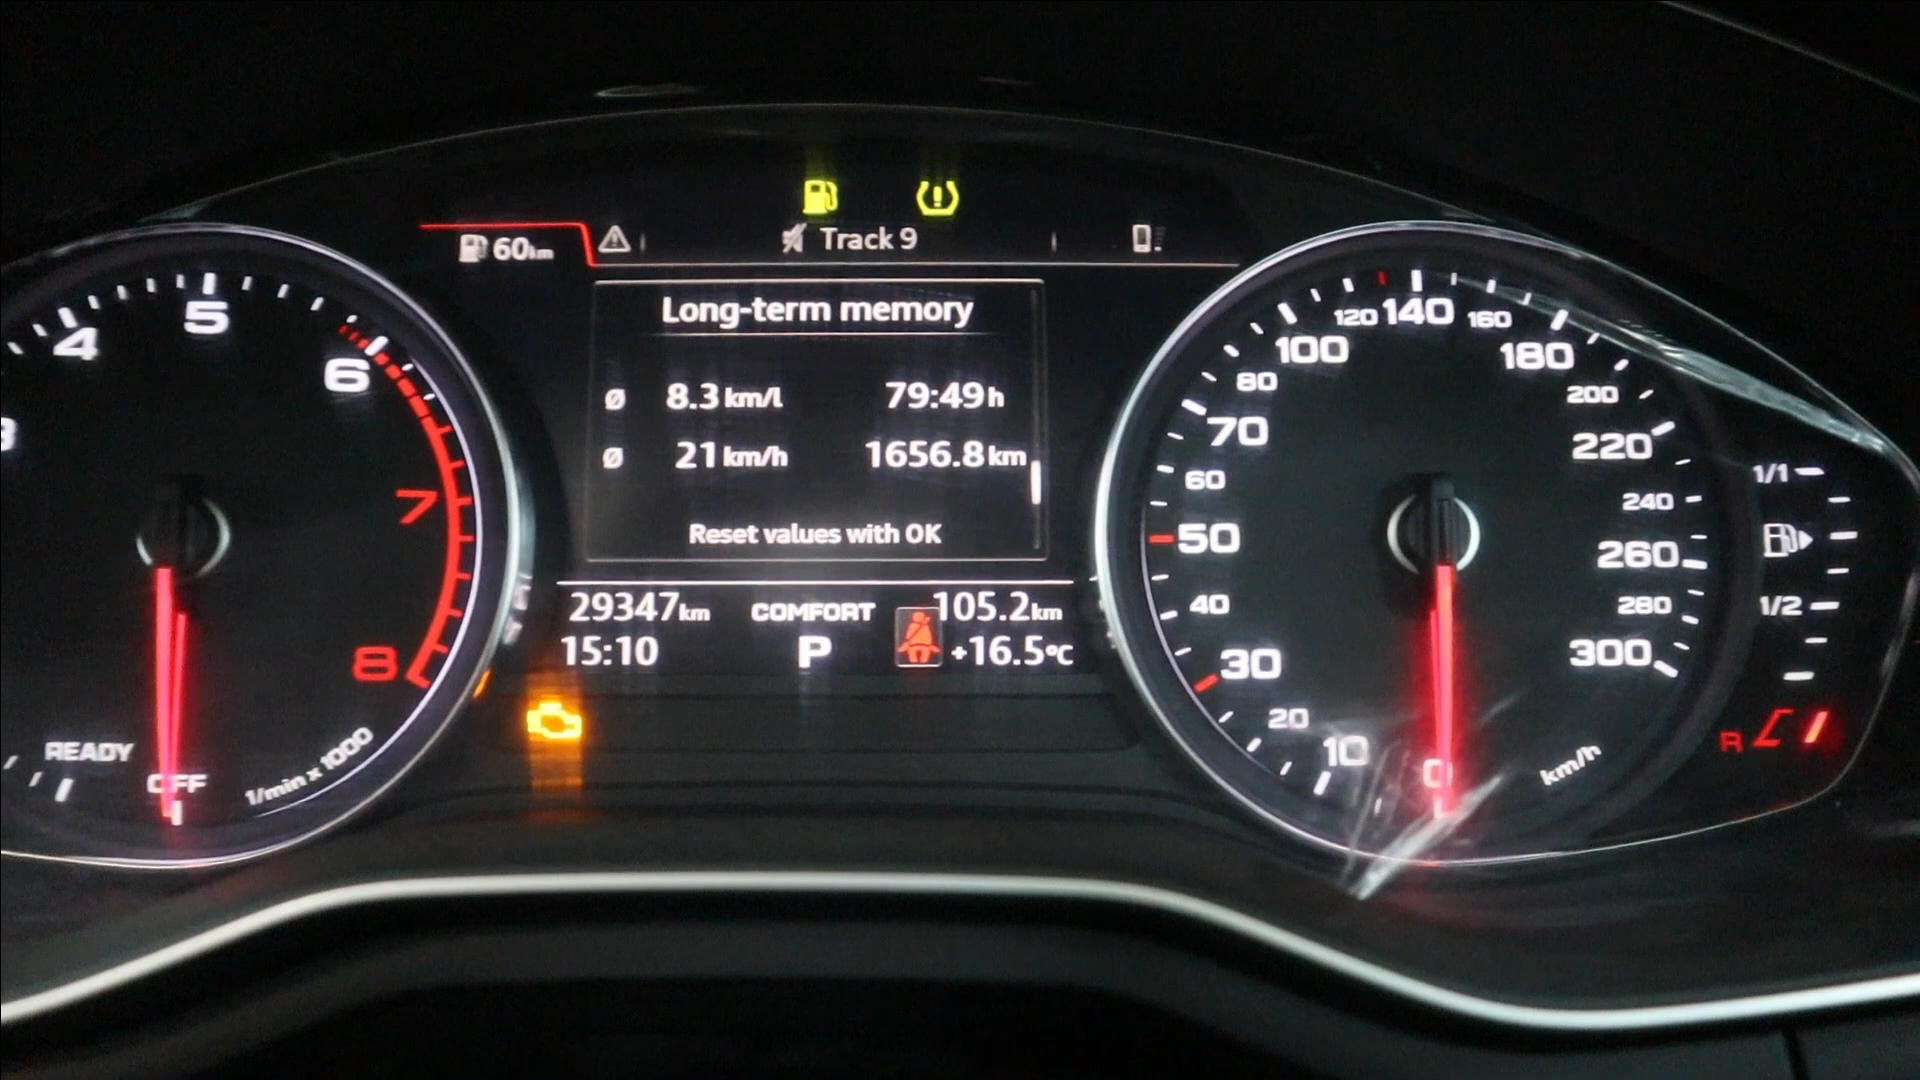 60km
Track 9
Long-term memory
ø 8.3 km/l 79:49 h
ø 21 km/h 1656.8 km
Reset values with OK
29347km COMFORT 105.2km
15:10 P +16.5°C
4
5
6
7
8
READY
OFF
1/min x 1000
0
10
20
30
40
50
60
70
80
100
120
140
160
180
200
220
240
260
280
300
km/h
1/1
1/2
R